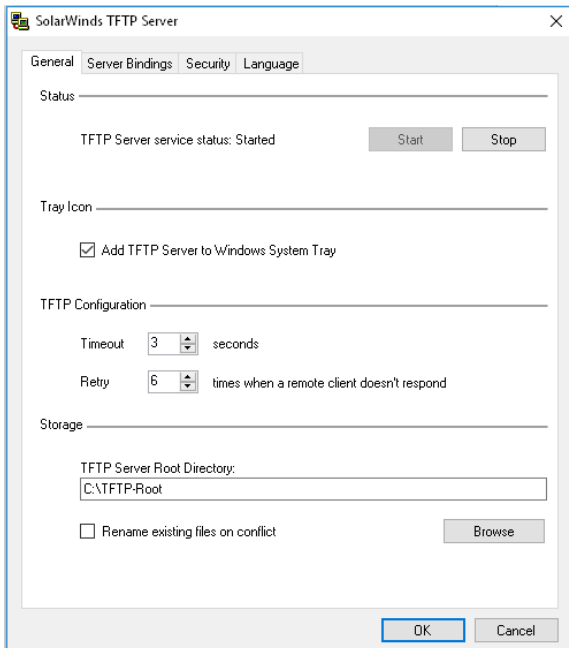 SolarWinds TFTP Server
General Server Bindings Security Language
Status
TFTP Server service status: Started Start Stop
Tray Icon
Add TFTP Server to Windows System Tray
TFTP Configuration
Timeout 3 seconds
Retry 6 times when a remote client doesn't respond
Storage
TFTP Server Root Directory:
C:\TFTP-Root
Rename existing files on conflict Browse
OK Cancel